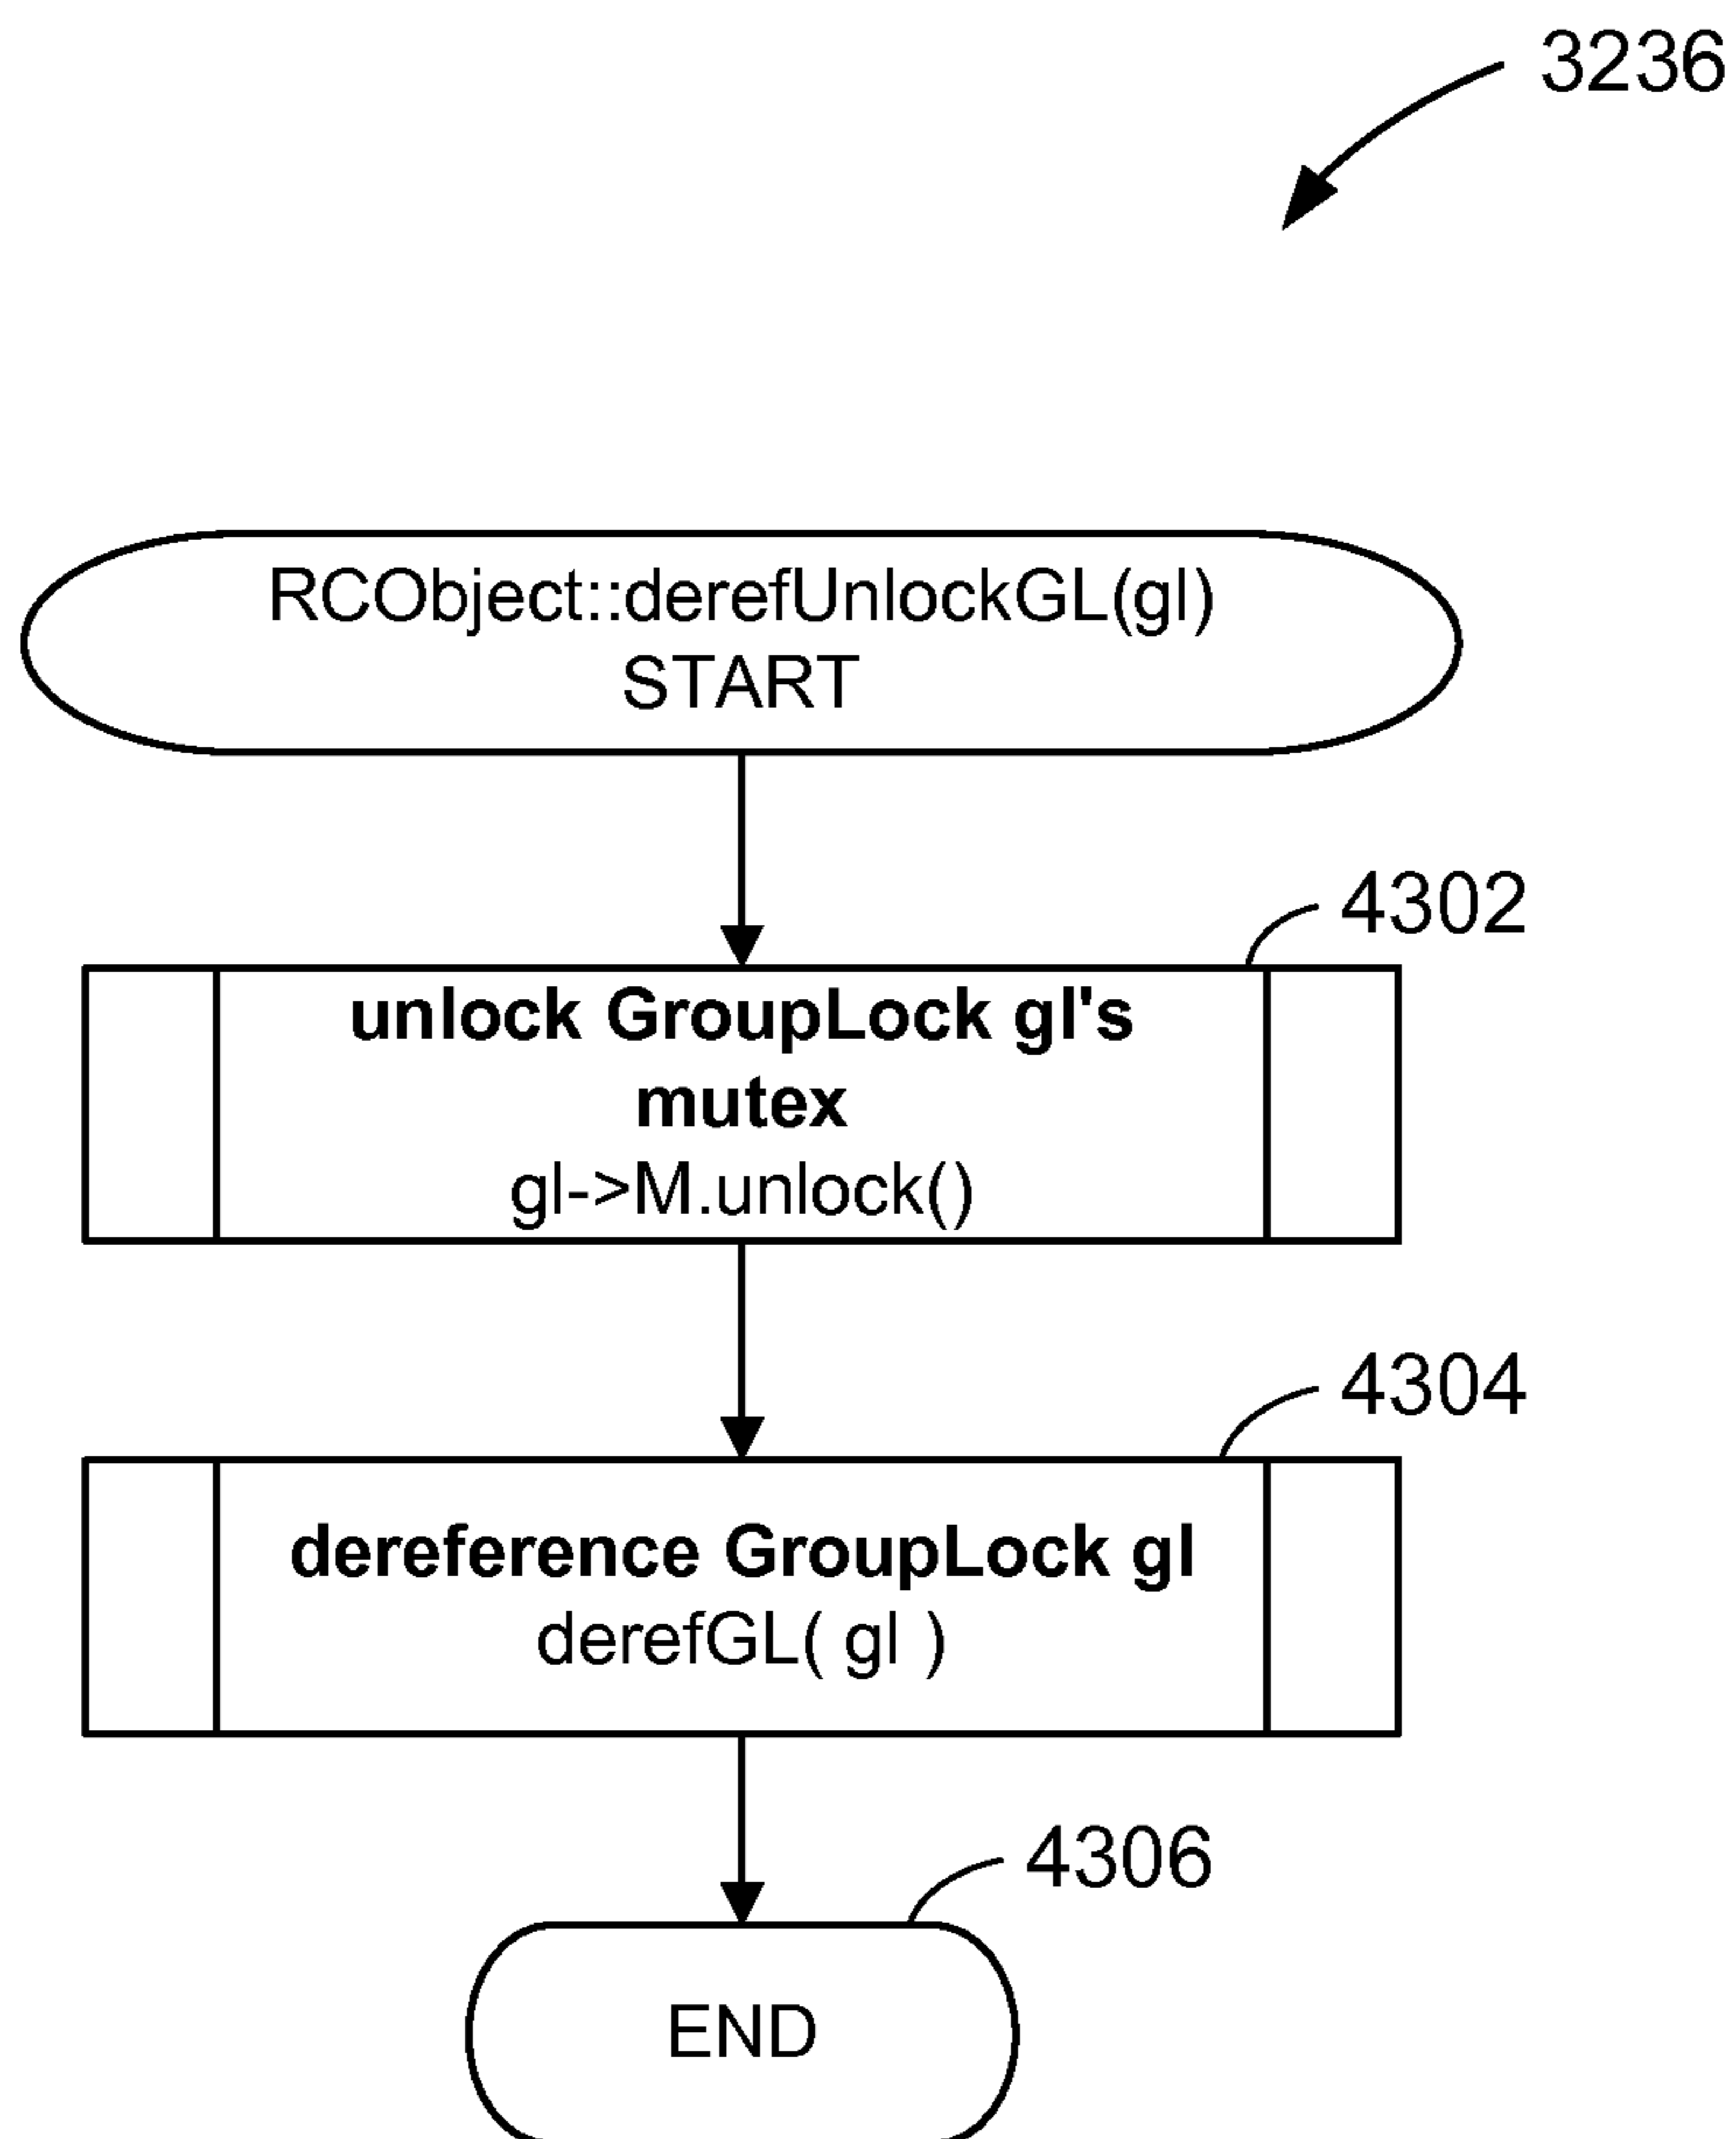 3236
RCObject::derefUnlockGL(gl)
START
4302
unlock GroupLock gl's
mutex
gl->M.unlock()
4304
dereference GroupLock gl
derefGL( gl )
4306
END